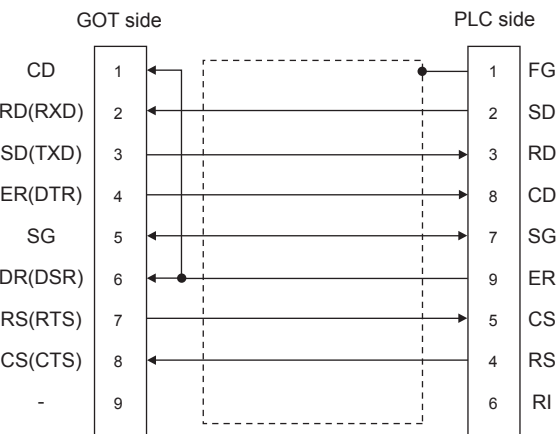 GOT side PLC side
CD 1 1 FG
RD(RXD) 2 2 SD
SD(TXD) 3 3 RD
ER(DTR) 4 8 CD
SG 5 7 SG
DR(DSR) 6 9 ER
RS(RTS) 7 5 CS
CS(CTS) 8 4 RS
- 9 6 RI